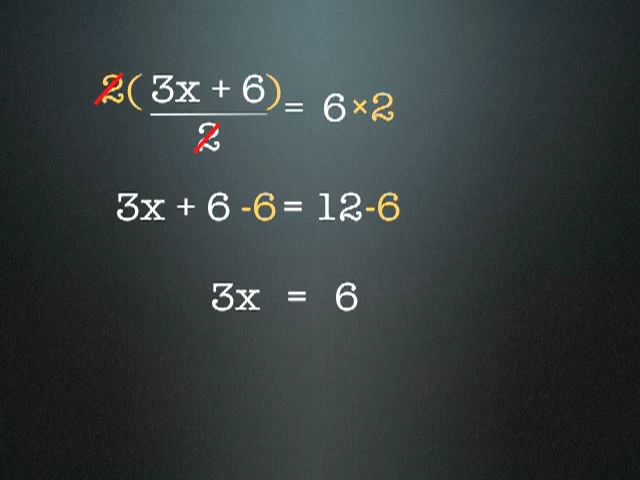 2( 3x + 6 ) = 6 ×2
2
3x + 6 -6 = 12-6
3x = 6